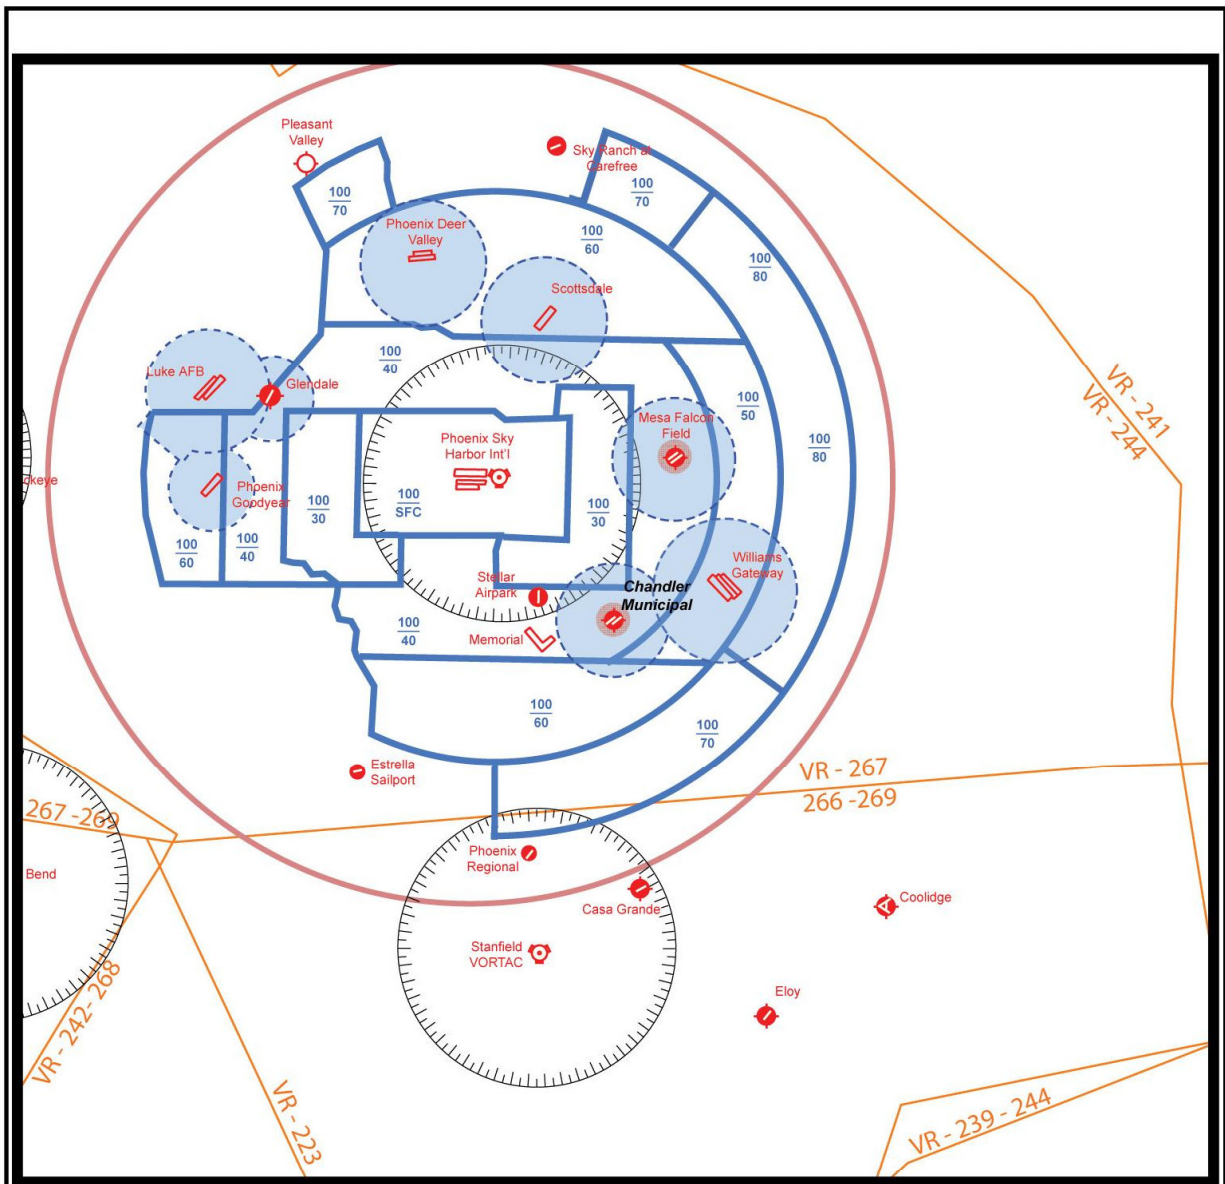 Pleasant
Valley
Sky Ranch at
Carefree
100
70
100
70
Phoenix Deer
Valley
100
60
100
80
Scottsdale
Luke AFB
Glendale
100
40
VR - 241
VR - 244
100
50
Mesa Falcon
Field
100
80
Phoenix Sky
Harbor Int'l
ckeye
Phoenix
Goodyear
100
30
100
SFC
100
30
100
60
100
40
Williams
Gateway
Stellar
Airpark
Chandler
Municipal
100
40
Memorial
100
60
100
70
Estrella
Sailport
VR - 267
266 -269
267 -269
Phoenix
Regional
Bend
Casa Grande
Coolidge
Stanfield
VORTAC
Eloy
VR - 242- 268
VR - 223
VR - 239 - 244